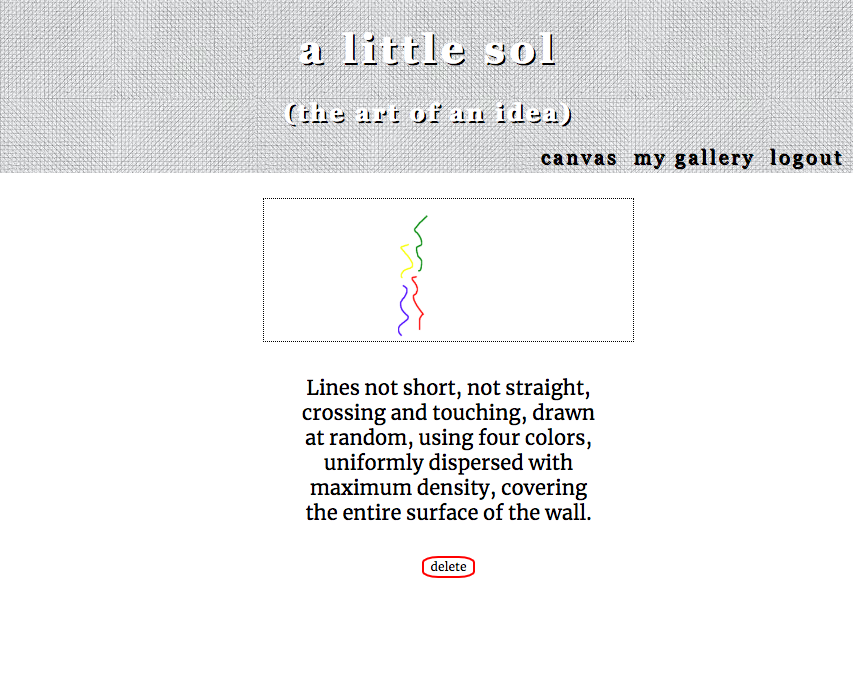 a little sol
(the art of an idea)
canvas my gallery logout
Lines not short, not straight,
crossing and touching, drawn
at random, using four colors,
uniformly dispersed with
maximum density, covering
the entire surface of the wall.
delete